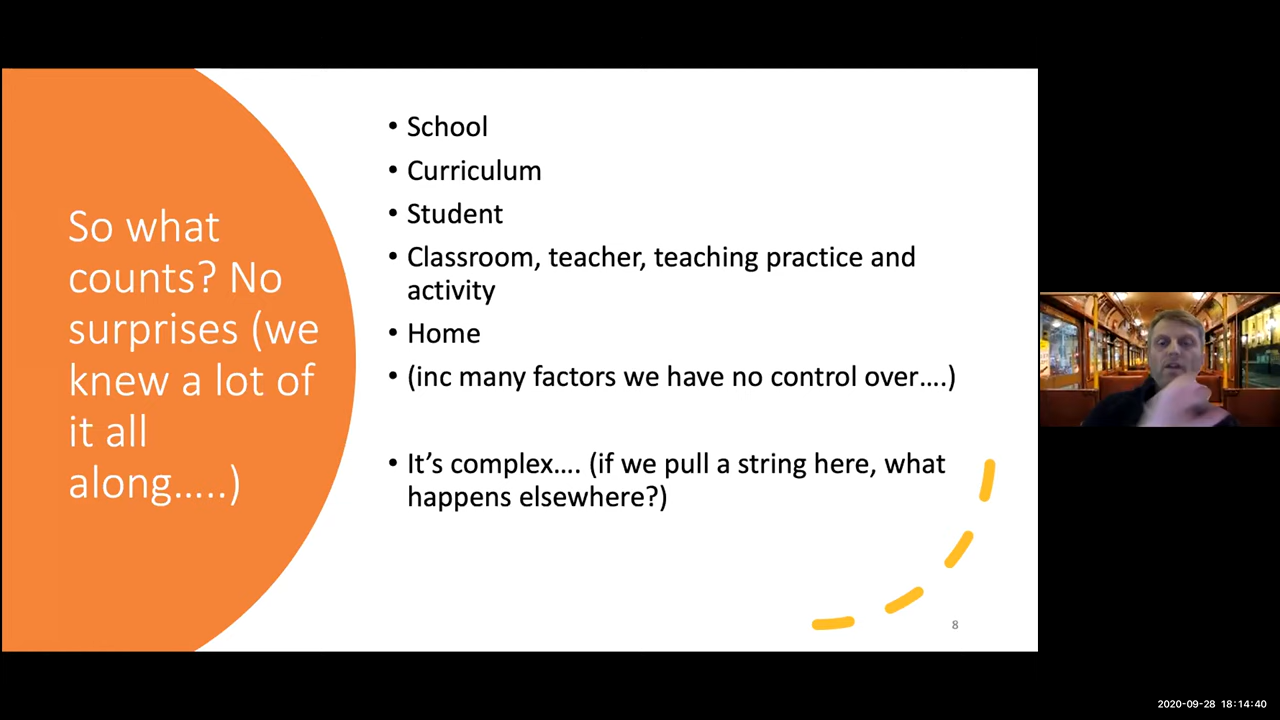 So what
counts? No
surprises (we
knew a lot of
it all
along…..)
• School
• Curriculum
• Student
• Classroom, teacher, teaching practice and
activity
• Home
• (inc many factors we have no control over….)
• It’s complex…. (if we pull a string here, what
happens elsewhere?)
8
2020-09-28 18:14:40